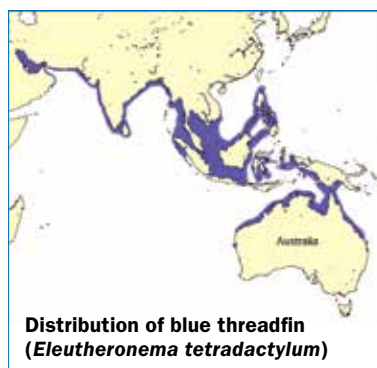 Australia
Distribution of blue threadfin
(Eleutheronema tetradactylum)